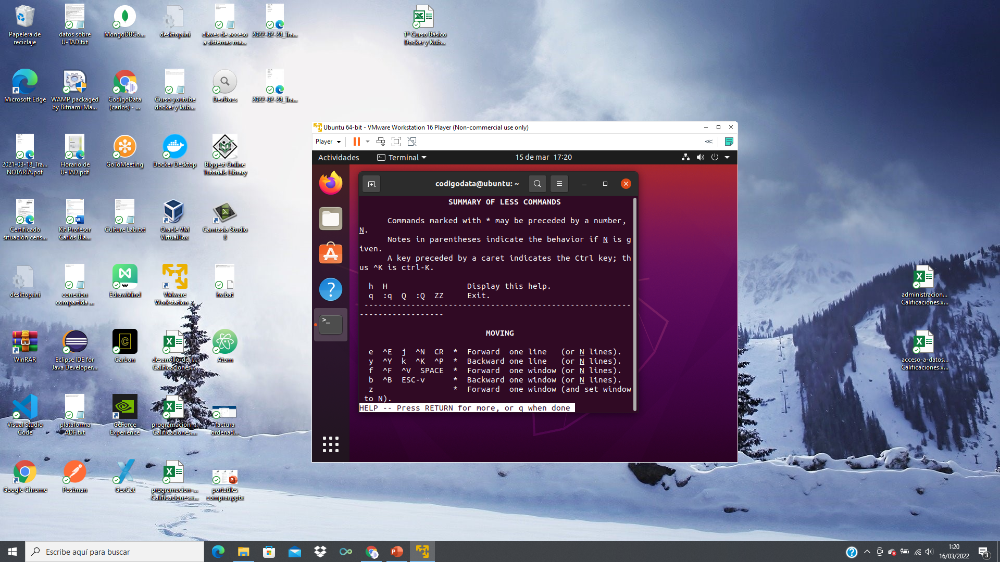 Papelera de
reciclaje
datos sobre
U-TAD.txt
MongoDBCo...
desktop.ini
claves de acceso
a sistemas ma...
2022-02-28_Tra...
1º Curso Basico
Docker y Kub...
Microsoft Edge
WAMP packaged
by Bitnami Ma...
CodigoData
(carlos) - ...
Curso youtube
docker y kub...
DevDocs
2022-02-28_Tra...
2021-03-18_Tra...
NOTARÍA.pdf
Horario de
U-TAD.pdf
GoToMeeting
Docker Desktop
Biggest Online
Tutorials Library
Certificado
situación cens...
Kit Profesor
Carlos Bla...
Culture Lab.txt
Oracle VM
VirtualBox
Camtasia Studio
8
desktop.ini
conexion
compartida ...
EdrawMind
VMware
Workstation ...
hv.bat
WinRAR
Eclipse IDE for
Java Developer...
Carbon
desarrollo-de-i...
Calificaciones....
Atom
Visual Studio
Code
plataforma
ADF.txt
GeForce
Experience
programacion-...
Calificaciones....
factura
ordenad...
Google Chrome
Postman
GexCat
programacion-...
Calificaciones.x...
portatiles
comprar.pptx
administracion...
Calificaciones.x...
acceso-a-datos...
Calificaciones.x...
Ubuntu 64-bit - VMware Workstation 16 Player (Non-commercial use only)
Player
Actividades
Terminal
15 de mar 17:20
codigodata@ubuntu: ~
SUMMARY OF LESS COMMANDS
Commands marked with * may be preceded by a number,
N.
Notes in parentheses indicate the behavior if N is g
iven.
A key preceded by a caret indicates the Ctrl key; th
us ^K is ctrl-K.
h H Display this help.
q :q Q :Q ZZ Exit.
---------------------------------------------------------
------------------
MOVING
e ^E j ^N CR * Forward one line (or N lines).
y ^Y k ^K ^P * Backward one line (or N lines).
f ^F ^V SPACE * Forward one window (or N lines).
b ^B ESC-v * Backward one window (or N lines).
z * Forward one window (and set window
to N).
HELP -- Press RETURN for more, or q when done
Escribe aquí para buscar
1:20
16/03/2022
3